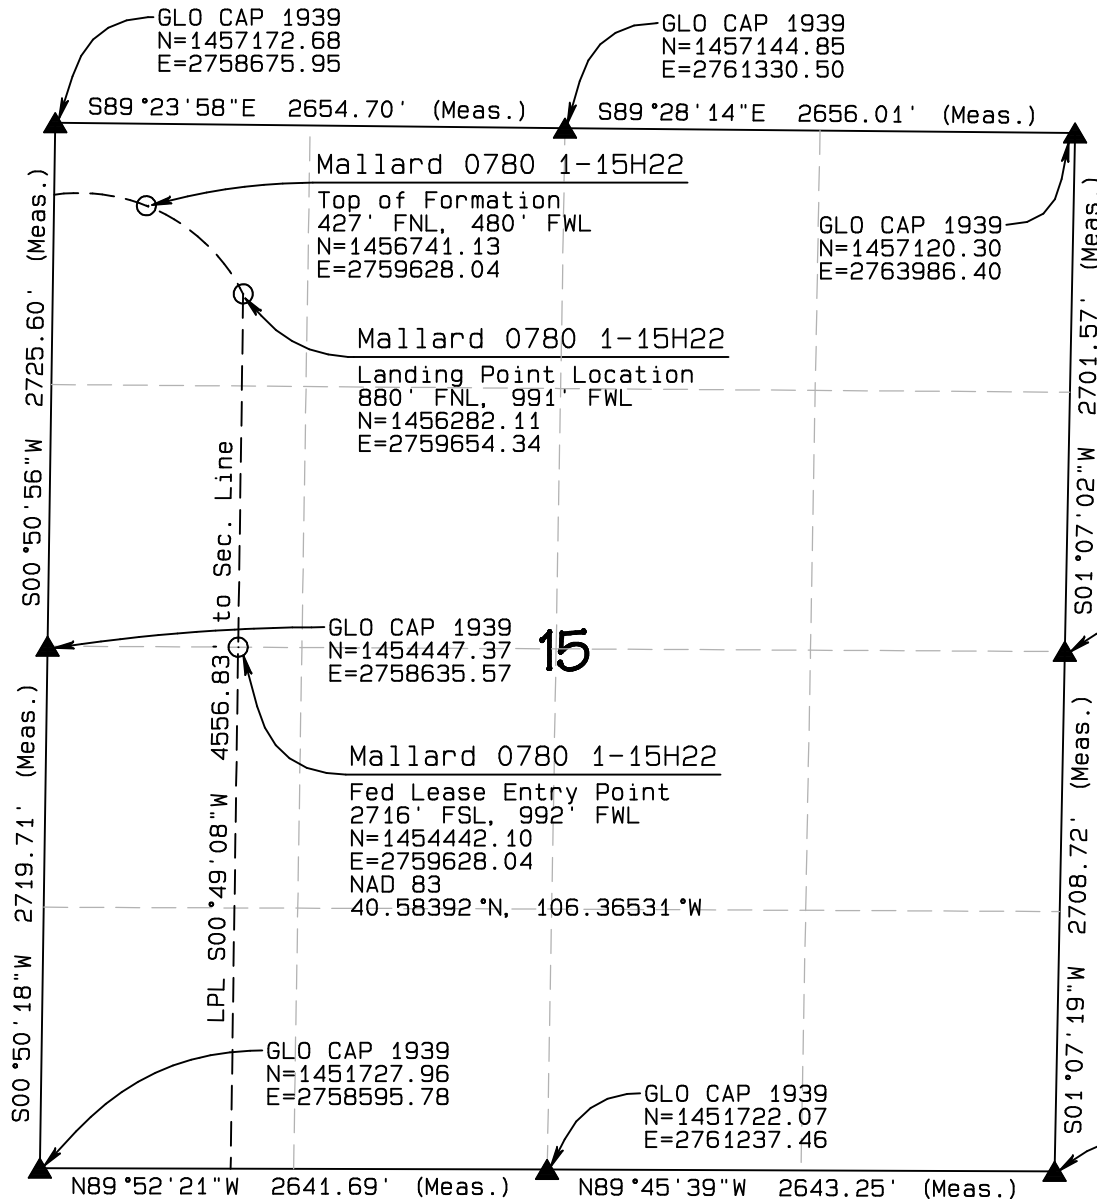 GLO CAP 1939
N=1457172.68
E=2758675.95
GLO CAP 1939
N=1457144.85
E=2761330.50
S89°23'58"E 2654.70' (Meas.)
S89°28'14"E 2656.01' (Meas.)
Mallard 0780 1-15H22
Top of Formation
427' FNL, 480' FWL
N=1456741.13
E=2759628.04
GLO CAP 1939
N=1457120.30
E=2763986.40
Mallard 0780 1-15H22
Landing Point Location
880' FNL, 991' FWL
N=1456282.11
E=2759654.34
S00°50'56"W 2725.60' (Meas.)
S01°07'02"W 2701.57' (Meas.)
GLO CAP 1939
N=1454447.37
E=2758635.57
15
LPL S00°49'08"W 4556.83' to Sec. Line
Mallard 0780 1-15H22
Fed Lease Entry Point
2716' FSL, 992' FWL
N=1454442.10
E=2759628.04
NAD 83
40.58392°N, 106.36531°W
S00°50'18"W 2719.71' (Meas.)
S01°07'19"W 2708.72' (Meas.)
GLO CAP 1939
N=1451727.96
E=2758595.78
GLO CAP 1939
N=1451722.07
E=2761237.46
N89°52'21"W 2641.69' (Meas.)
N89°45'39"W 2643.25' (Meas.)